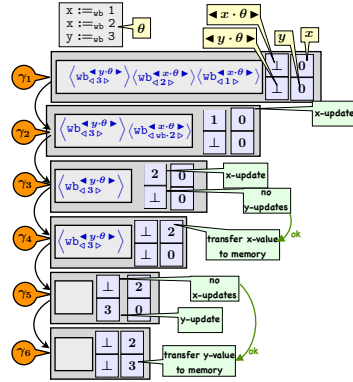 x :=wb 1
x :=wb 2
y :=wb 3
θ
◄ x · θ ►
◄ y · θ ►
y
x
γ1
⟨wb ◄ y·θ ► ◁3▷⟩ ⟨wb ◄ x·θ ► ◁2▷⟩ ⟨wb ◄ x·θ ► ◁1▷⟩
⊥ 0
⊥ 0
x-update
γ2
⟨wb ◄ y·θ ► ◁3▷⟩ ⟨wb ◄ x·θ ► ◁wb·2▷⟩
1 0
⊥ 0
γ3
⟨wb ◄ y·θ ► ◁3▷⟩
2 0
⊥ 0
x-update
no
y-updates
ok
γ4
⟨wb ◄ y·θ ► ◁3▷⟩
⊥ 2
⊥ 0
transfer x-value
to memory
γ5
⊥ 2
3 0
no
x-updates
y-update
ok
γ6
⊥ 2
⊥ 3
transfer y-value
to memory